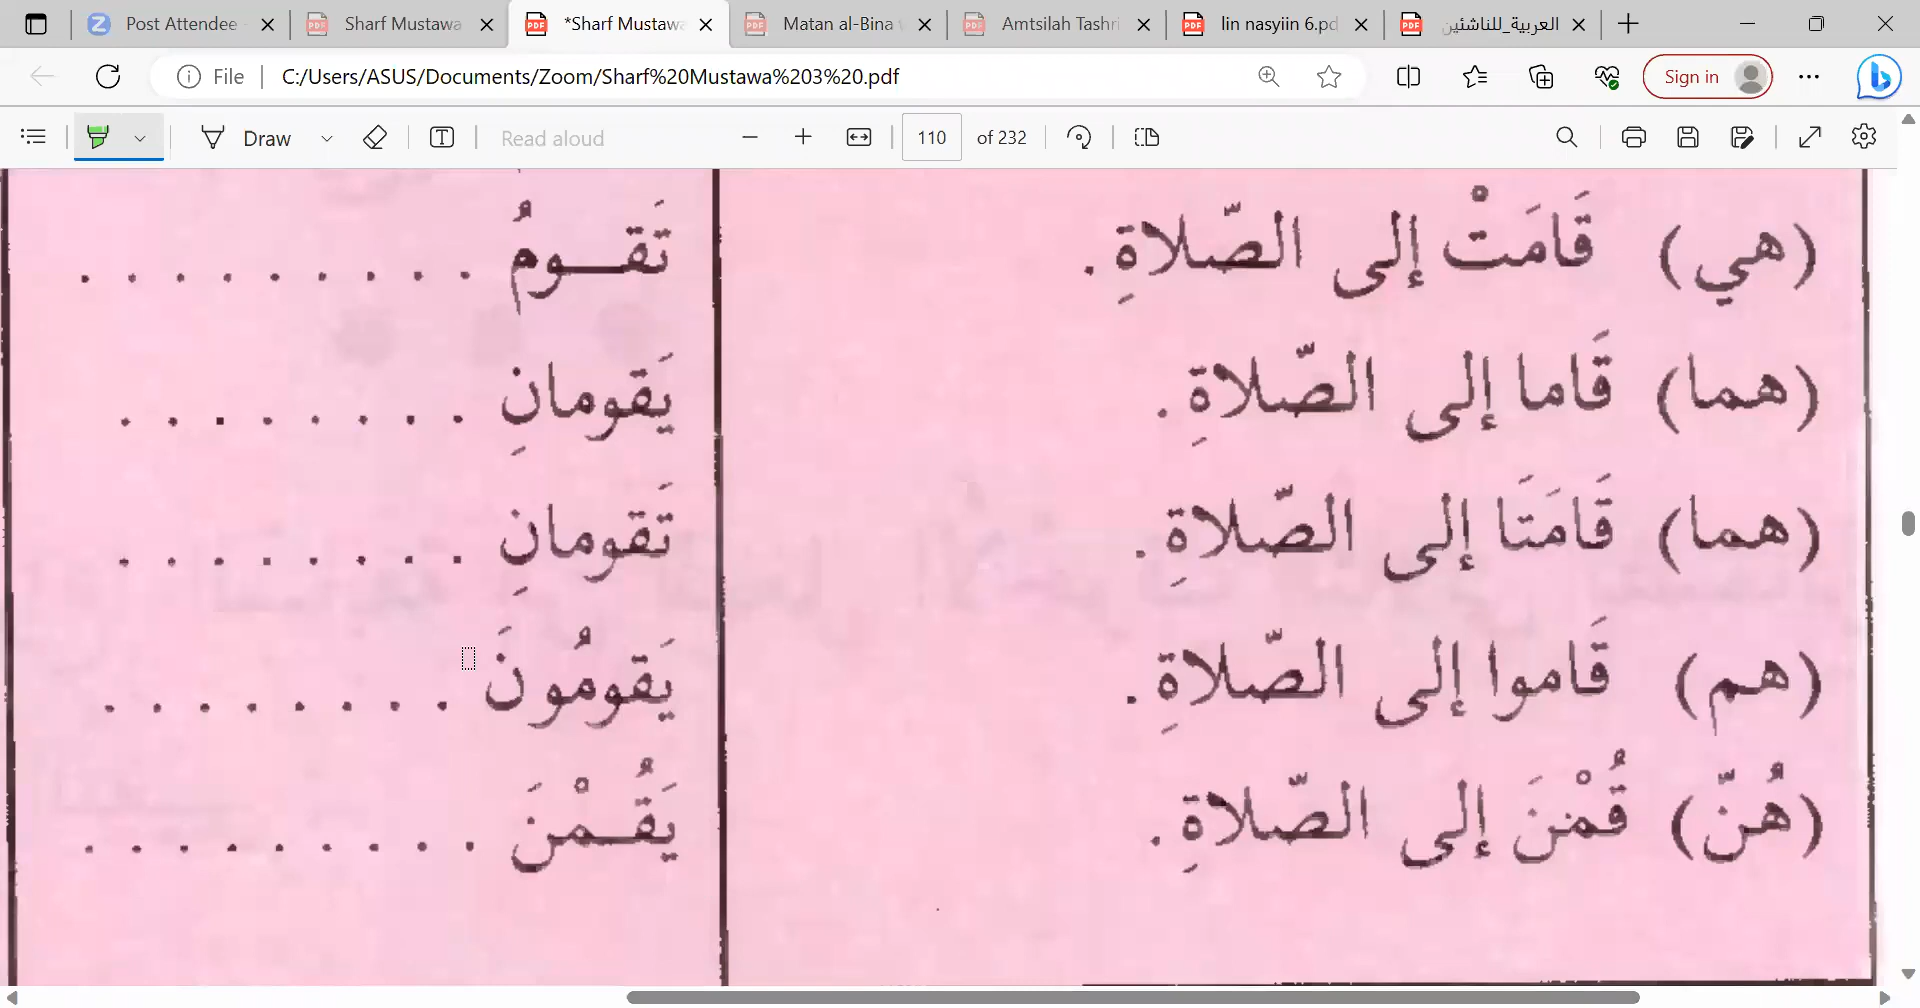 Post Attendee
Sharf Mustawa
*Sharf Mustawa
Matan al-Bina
Amtsilah Tashri
lin nasyiin 6.pd
العربية_للناشئين
File
C:/Users/ASUS/Documents/Zoom/Sharf%20Mustawa%203%20.pdf
Sign in
Draw
Read aloud
110 of 232
(هي) قَامَتْ إلى الصّلاةِ . تَقـومُ . . . . . . . . .
(هما) قَاما إلى الصّلاةِ . يَقومانِ . . . . . . . .
(هما) قَامَتَا إلى الصّلاةِ . تَقومانِ . . . . . . . .
(هم) قَاموا إلى الصّلاةِ . يَقومُونَ . . . . . . . .
(هُنّ) قُمْنَ إلى الصّلاةِ . يَقُـمْنَ . . . . . . . . .